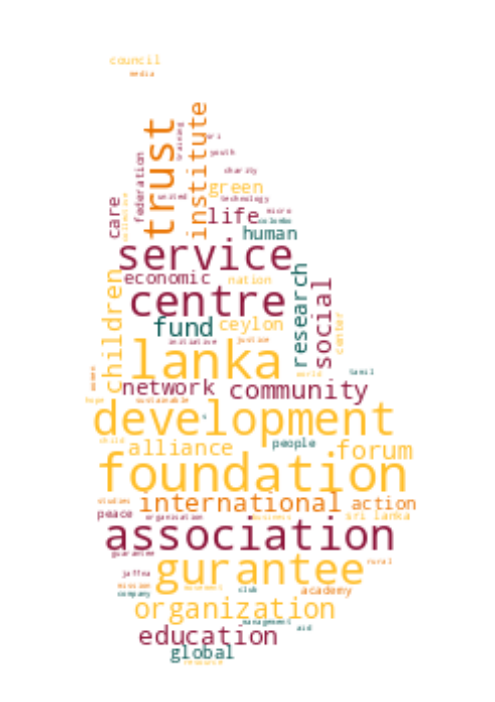 council
media
trust
institute
sri
training
youth
federation
charity
green
united
technology
care
life
micro
colombo
human
service
children
economic
nation
research
social
centre
fund
ceylon
center
initiative
justice
lanka
world
tamil
women
network
community
hope
sustainable
development
child
alliance
people
forum
foundation
studies
international
action
peace
organisation
business
sri lanka
association
guarantee
gurantee
rural
jaffna
mission
company
club
academy
organization
management
aid
education
global
resource